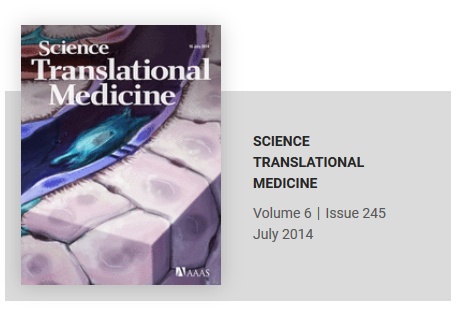 Science
Translational
Medicine
AAAS
SCIENCE
TRANSLATIONAL
MEDICINE
Volume 6 | Issue 245
July 2014